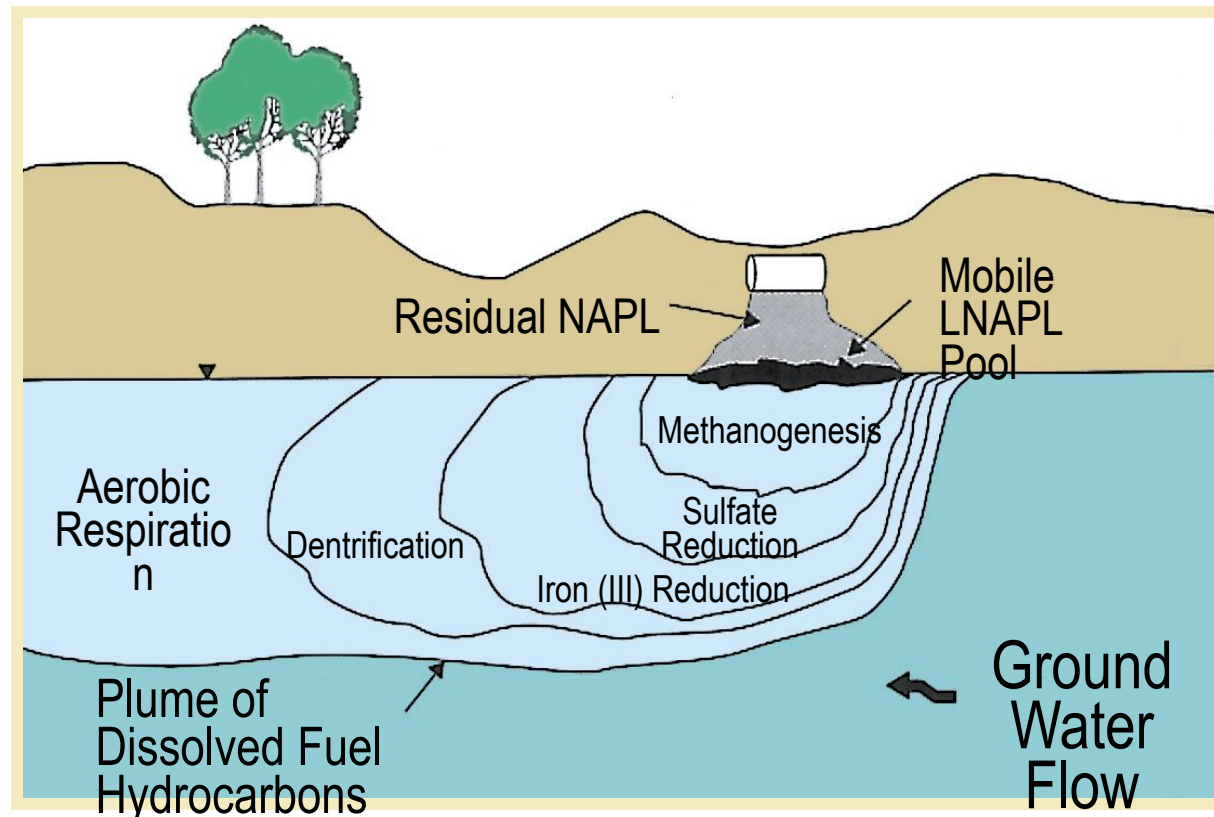 Residual NAPL
Mobile
LNAPL
Pool
Methanogenesis
Aerobic
Respiratio
n
Dentrification
Sulfate
Reduction
Iron (III) Reduction
Plume of
Dissolved Fuel
Hydrocarbons
Ground
Water
Flow